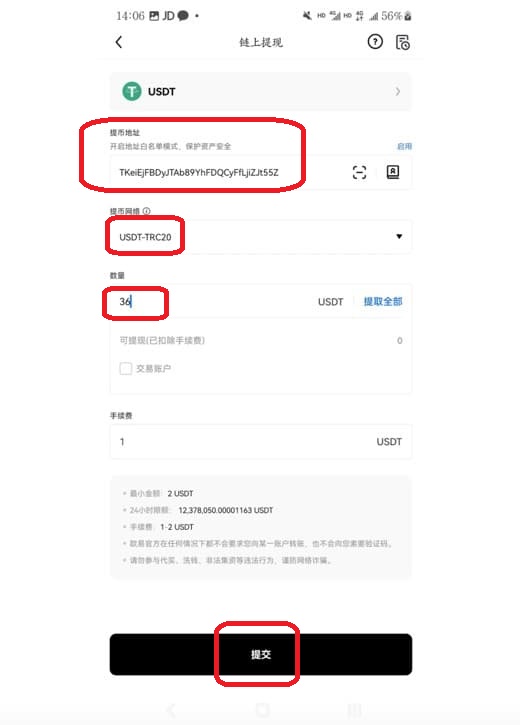 14:06 JD 56%
链上提现
USDT
提币地址
开启地址白名单模式，保护资产安全 启用
TKeiEjFBDyJTAb89YhFDQCyFfLjiZJt55Z
提币网络
USDT-TRC20
数量
36 USDT 提取全部
可提现(已扣除手续费) 0
交易账户
手续费
1 USDT
最小金额：2 USDT
24小时限额：12,378,050.00001163 USDT
手续费：1-2 USDT
欧易官方在任何情况下都不会要求您向某一账户转账，也不会向您索要验证码。
请勿参与代买、洗钱、非法集资等违法行为，谨防网络诈骗。
提交